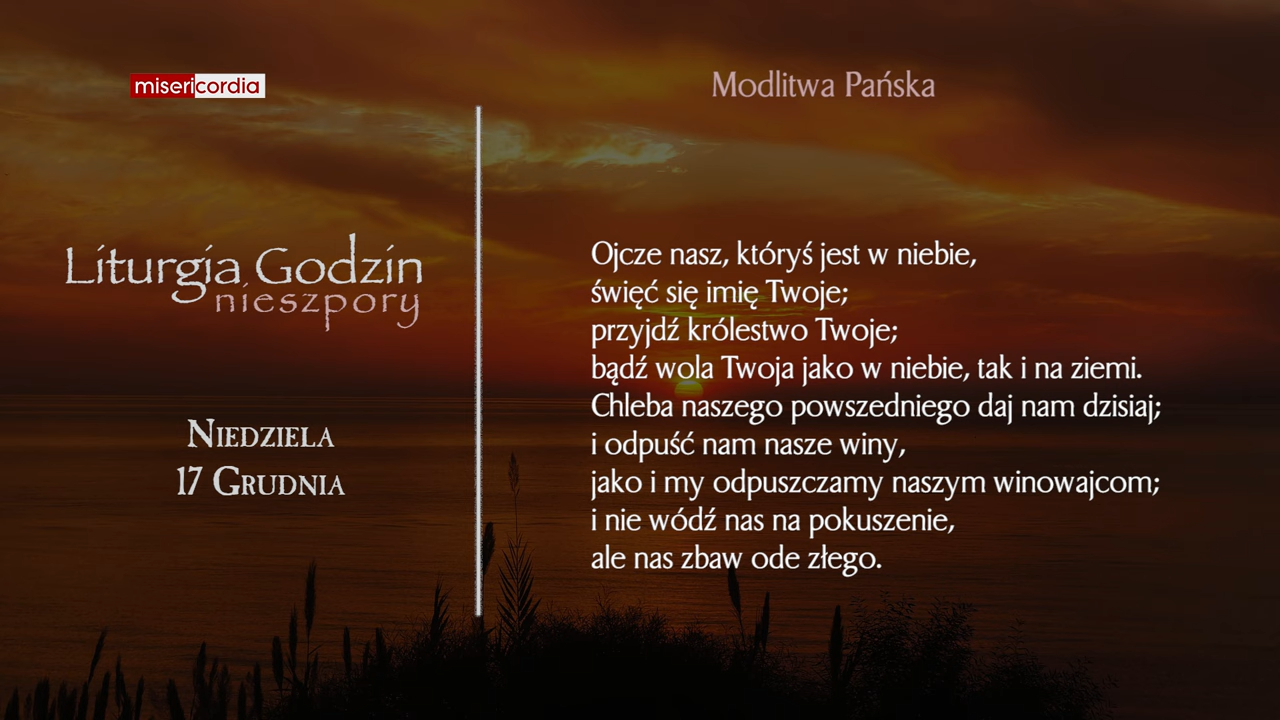 misericordia
Liturgia Godzin
nieszpory
Niedziela
17 Grudnia
Modlitwa Pańska
Ojcze nasz, któryś jest w niebie,
święć się imię Twoje;
przyjdź królestwo Twoje;
bądź wola Twoja jako w niebie, tak i na ziemi.
Chleba naszego powszedniego daj nam dzisiaj;
i odpuść nam nasze winy,
jako i my odpuszczamy naszym winowajcom;
i nie wódź nas na pokuszenie,
ale nas zbaw ode złego.